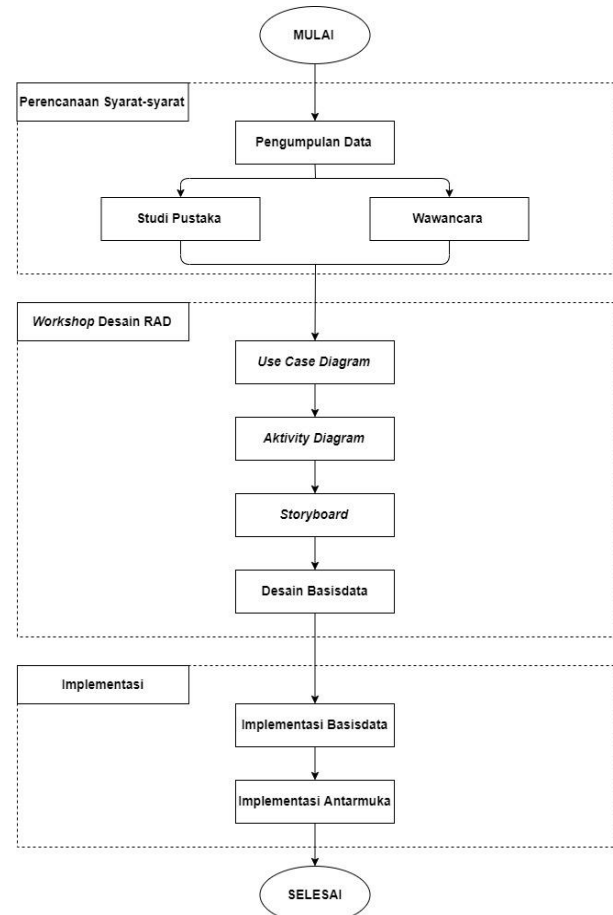 MULAI
Perencanaan Syarat-syarat
Pengumpulan Data
Studi Pustaka
Wawancara
Workshop Desain RAD
Use Case Diagram
Aktivity Diagram
Storyboard
Desain Basisdata
Implementasi
Implementasi Basisdata
Implementasi Antarmuka
SELESAI